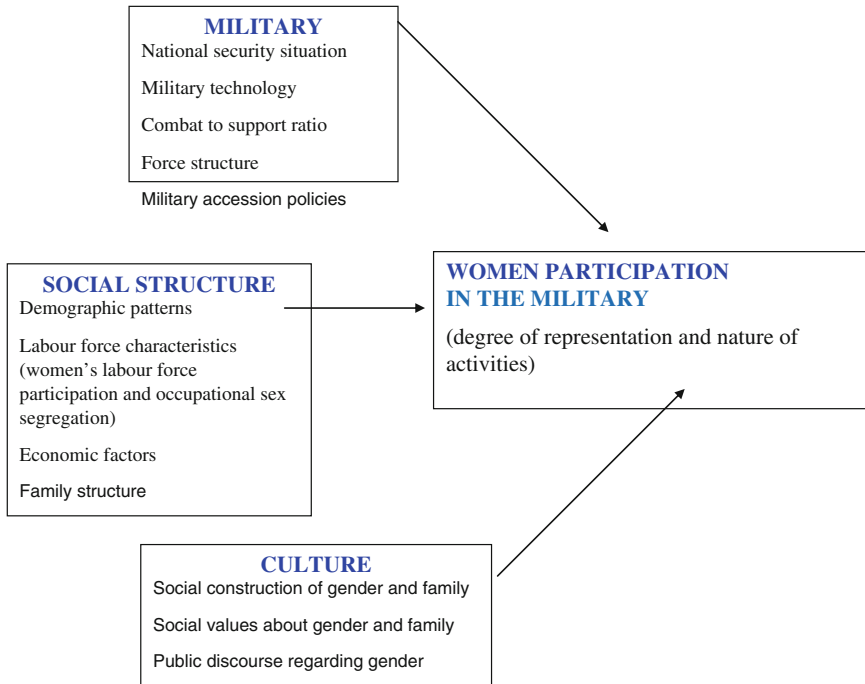 MILITARY
National security situation
Military technology
Combat to support ratio
Force structure
Military accession policies
SOCIAL STRUCTURE
Demographic patterns
Labour force characteristics
(women's labour force
participation and occupational sex
segregation)
Economic factors
Family structure
WOMEN PARTICIPATION
IN THE MILITARY
(degree of representation and nature of
activities)
CULTURE
Social construction of gender and family
Social values about gender and family
Public discourse regarding gender